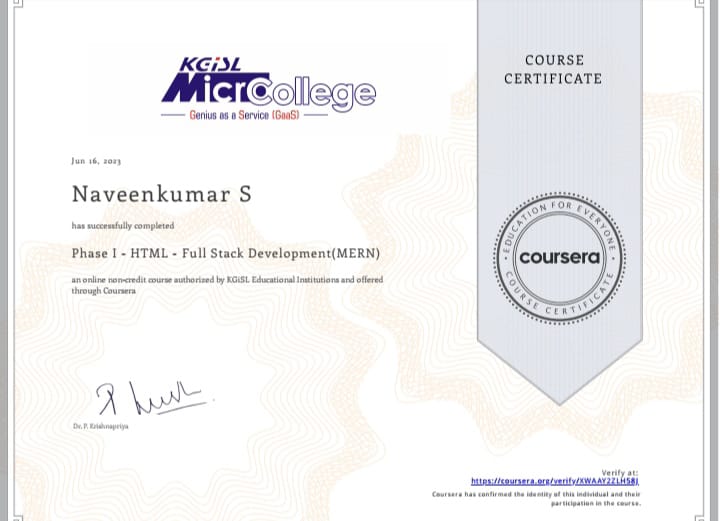 KGiSL
MicroCollege
Genius as a Service (GaaS)
COURSE
CERTIFICATE
Jun 16, 2023
Naveenkumar S
has successfully completed
Phase I - HTML - Full Stack Development(MERN)
an online non-credit course authorized by KGiSL Educational Institutions and offered
through Coursera
EDUCATION FOR EVERYONE
coursera
COURSE CERTIFICATE
Dr. P. Krishnapriya
Verify at:
https://coursera.org/verify/XWAAY2ZLHS8J
Coursera has confirmed the identity of this individual and their
participation in the course.